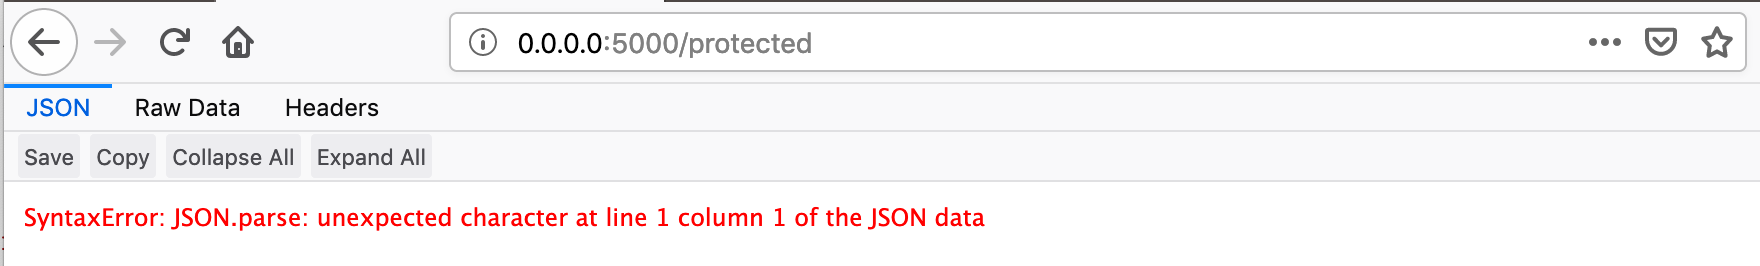 0.0.0.0:5000/protected
JSON Raw Data Headers
Save Copy Collapse All Expand All
SyntaxError: JSON.parse: unexpected character at line 1 column 1 of the JSON data